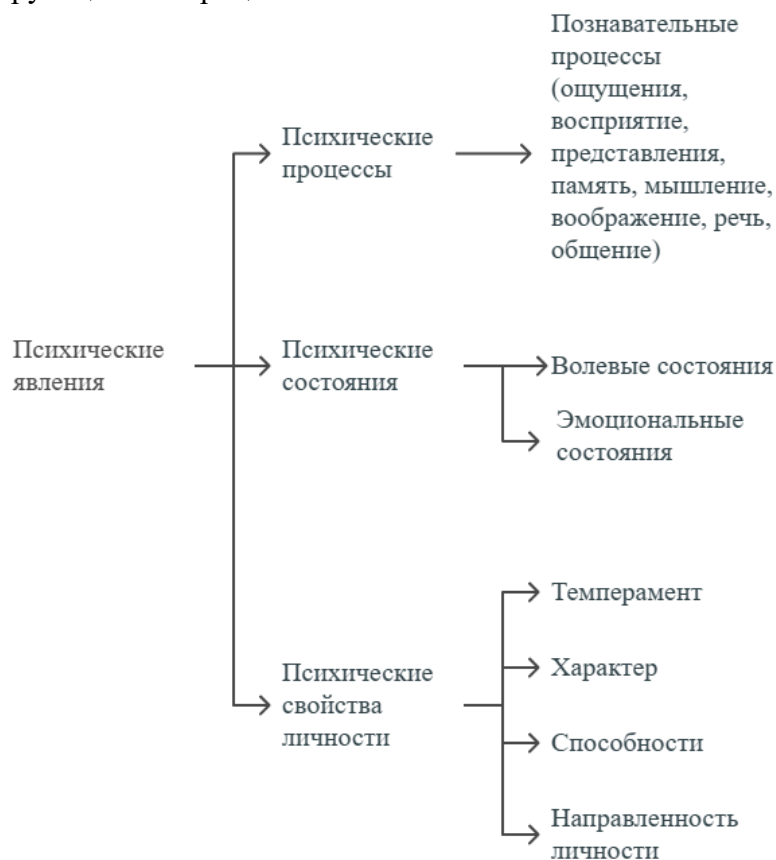 Познавательные
процессы
(ощущения,
восприятие,
представления,
память, мышление,
воображение, речь,
общение)
Психические
процессы
Психические
явления
Психические
состояния
Волевые состояния
Эмоциональные
состояния
Психические
свойства
личности
Темперамент
Характер
Способности
Направленность
личности